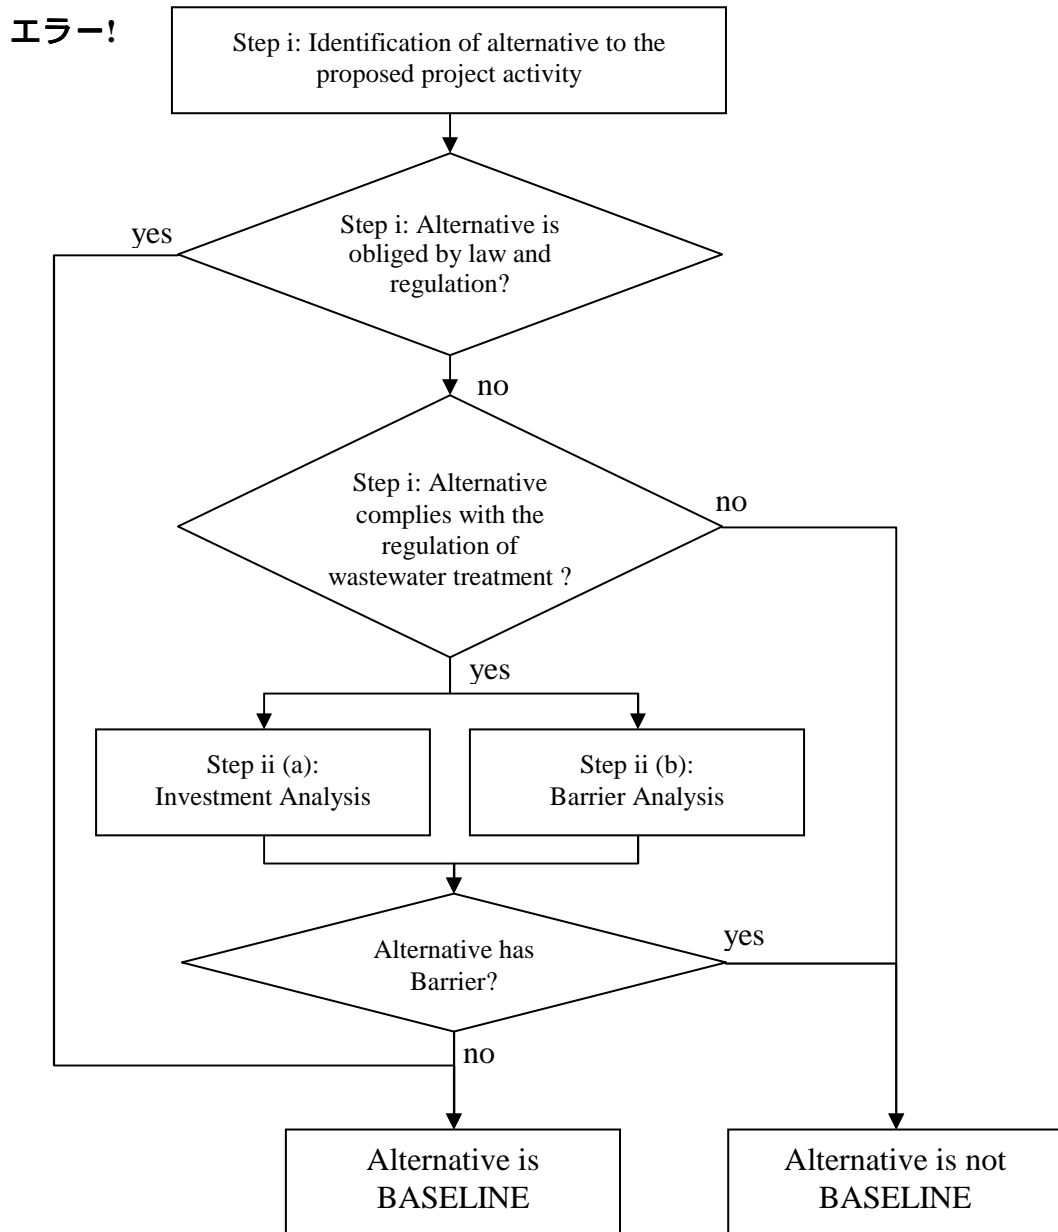 エラー!
Step i: Identification of alternative to the
proposed project activity
Step i: Alternative is
obliged by law and
regulation?
yes
no
Step i: Alternative
complies with the
regulation of
wastewater treatment ?
no
yes
Step ii (a):
Investment Analysis
Step ii (b):
Barrier Analysis
Alternative has
Barrier?
yes
no
Alternative is
BASELINE
Alternative is not
BASELINE